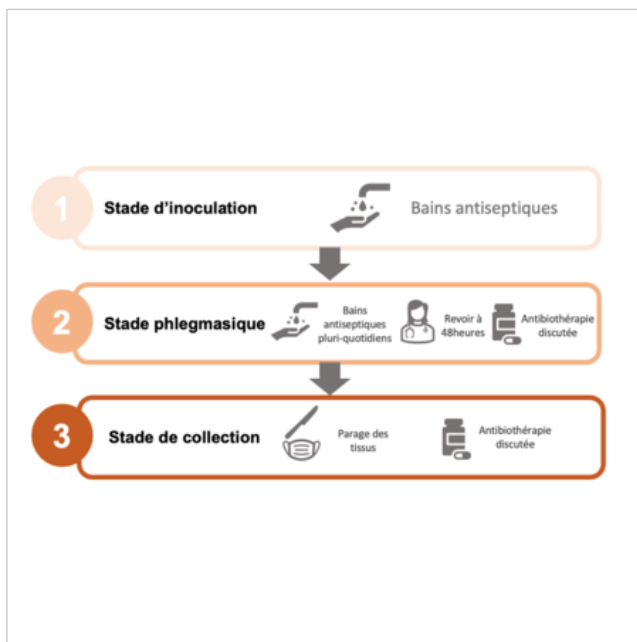 1
Stade d'inoculation
Bains antiseptiques
2
Stade phlegmasique
Bains
antiseptiques
pluri-quotidiens
Revoir à
48heures
Antibiothérapie
discutée
3
Stade de collection
Parage des
tissus
Antibiothérapie
discutée